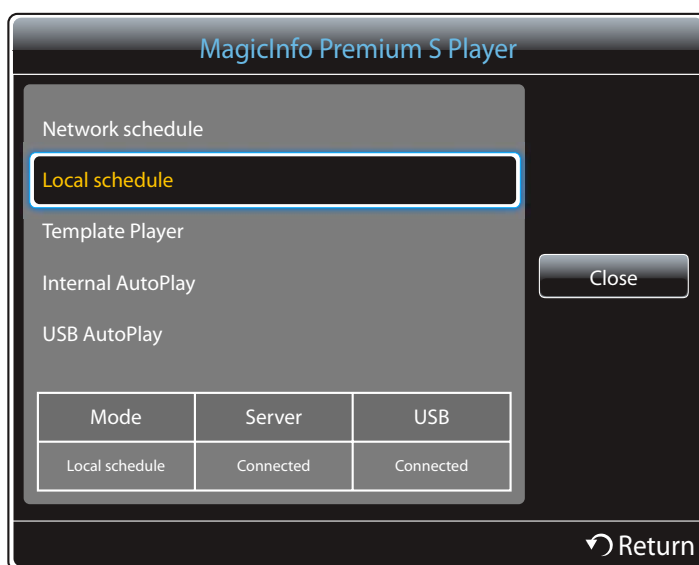 MagicInfo Premium S Player
Network schedule
Local schedule
Template Player
Internal AutoPlay
USB AutoPlay
Close
Mode Server USB
Local schedule Connected Connected
Return